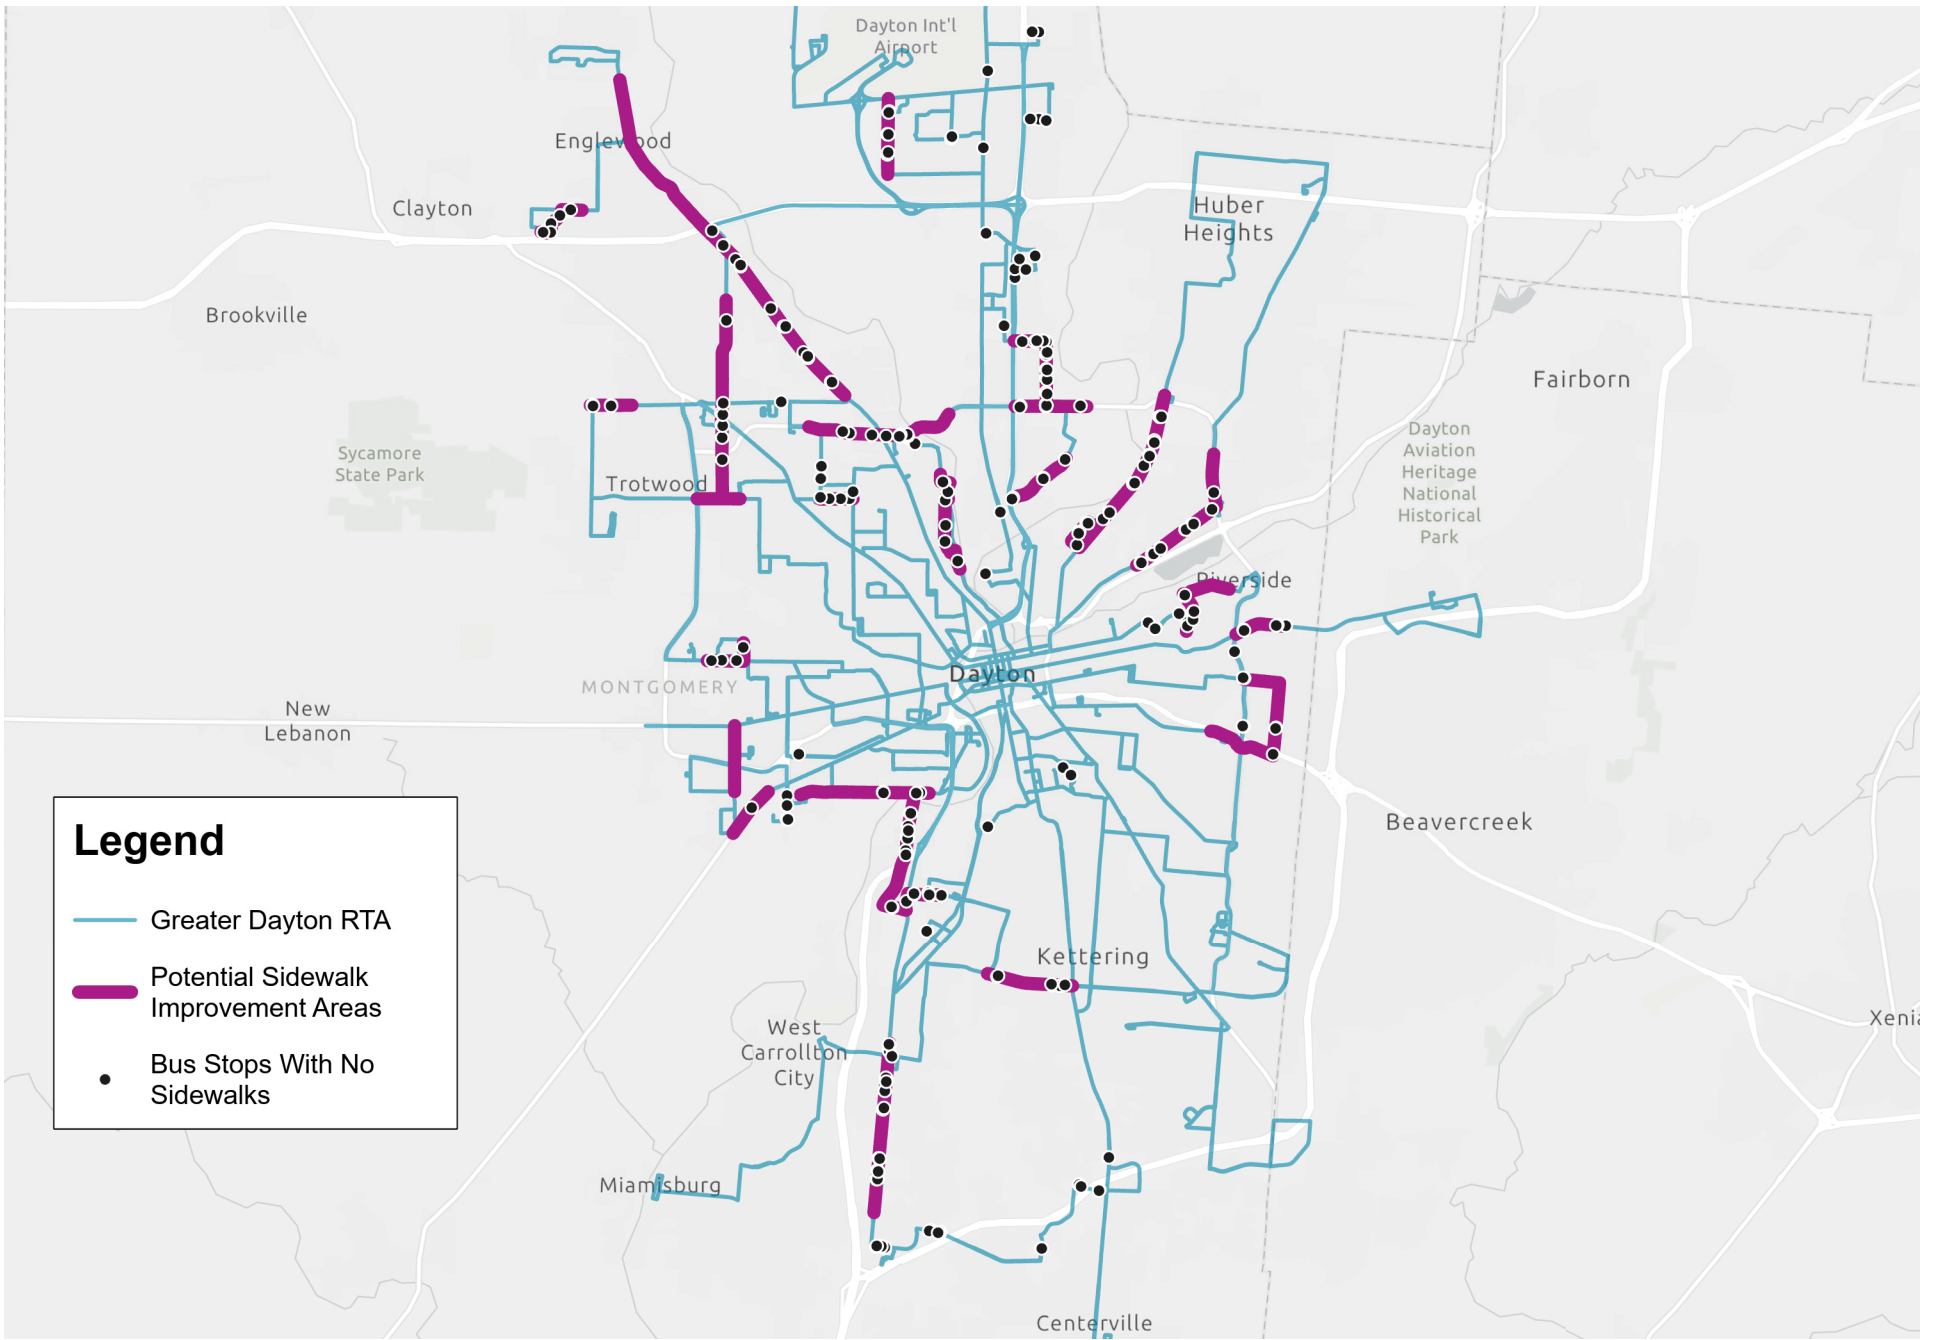 Dayton Int'l
Airport
Englewood
Clayton
Huber
Heights
Brookville
Fairborn
Sycamore
State Park
Trotwood
Dayton
Aviation
Heritage
National
Historical
Park
Riverside
Dayton
MONTGOMERY
New
Lebanon
Beavercreek
Legend
Greater Dayton RTA
Potential Sidewalk
Improvement Areas
Bus Stops With No
Sidewalks
Kettering
West
Carrollton
City
Xenia
Miamisburg
Centerville